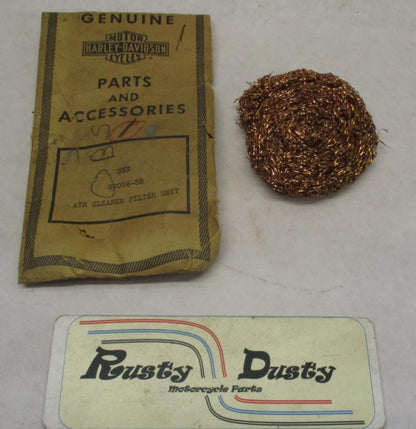 GENUINE
MOTOR
HARLEY-DAVIDSON
CYCLES
PARTS
AND
ACCESSORIES
ONE
AIR CLEANER FILTER UNIT
Rusty Dusty
Motorcycle Parts